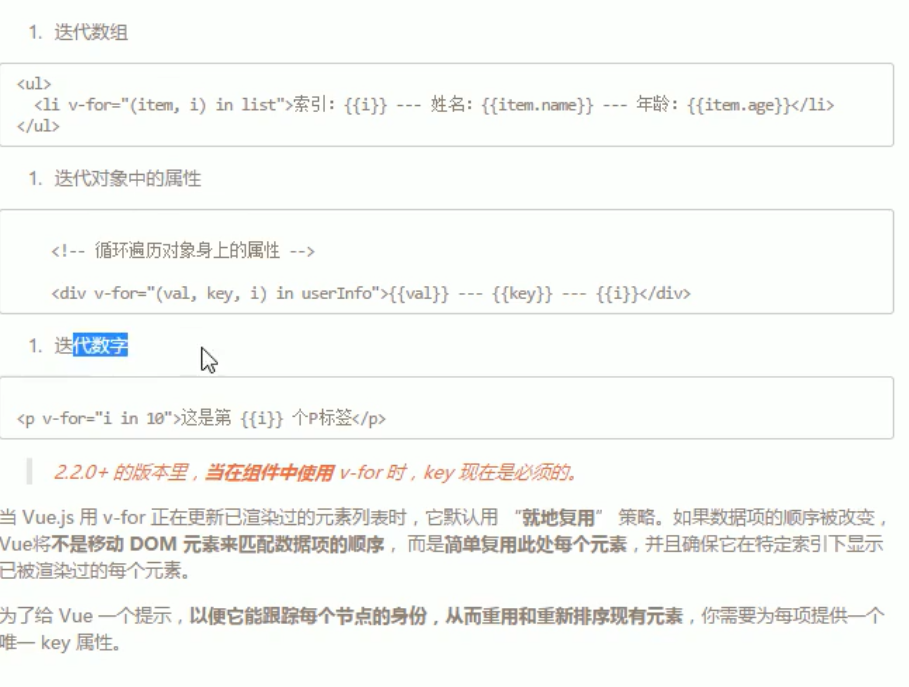 1. 迭代数组
<ul>
  <li v-for="(item, i) in list">索引：{{i}} --- 姓名：{{item.name}} --- 年龄：{{item.age}}</li>
</ul>
1. 迭代对象中的属性
<!-- 循环遍历对象身上的属性 -->
<div v-for="(val, key, i) in userInfo">{{val}} --- {{key}} --- {{i}}</div>
1. 迭代数字
<p v-for="i in 10">这是第 {{i}} 个P标签</p>
2.2.0+ 的版本里，当在组件中使用 v-for 时，key 现在是必须的。
当 Vue.js 用 v-for 正在更新已渲染过的元素列表时，它默认用 “就地复用” 策略。如果数据项的顺序被改变，
Vue将不是移动 DOM 元素来匹配数据项的顺序， 而是简单复用此处每个元素，并且确保它在特定索引下显示
已被渲染过的每个元素。
为了给 Vue 一个提示，以便它能跟踪每个节点的身份，从而重用和重新排序现有元素，你需要为每项提供一个
唯一 key 属性。